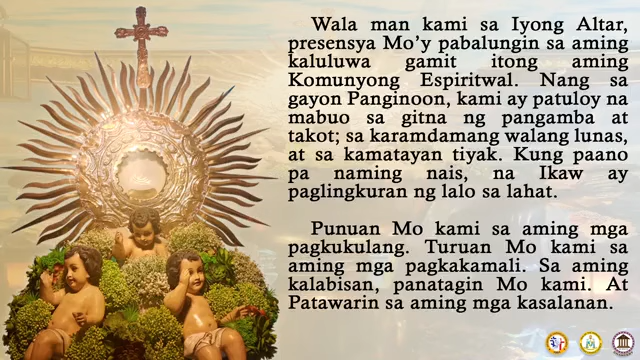 Wala man kami sa Iyong Altar,
presensya Mo’y pabalungin sa aming
kaluluwa gamit itong aming
Komunyong Espiritwal. Nang sa
gayon Panginoon, kami ay patuloy na
mabuo sa gitna ng pangamba at
takot; sa karamdamang walang lunas,
at sa kamatayan tiyak. Kung paano
pa naming nais, na Ikaw ay
paglingkuran ng lalo sa lahat.
Punuan Mo kami sa aming mga
pagkukulang. Turuan Mo kami sa
aming mga pagkakamali. Sa aming
kalabisan, panatagin Mo kami. At
Patawarin sa aming mga kasalanan.